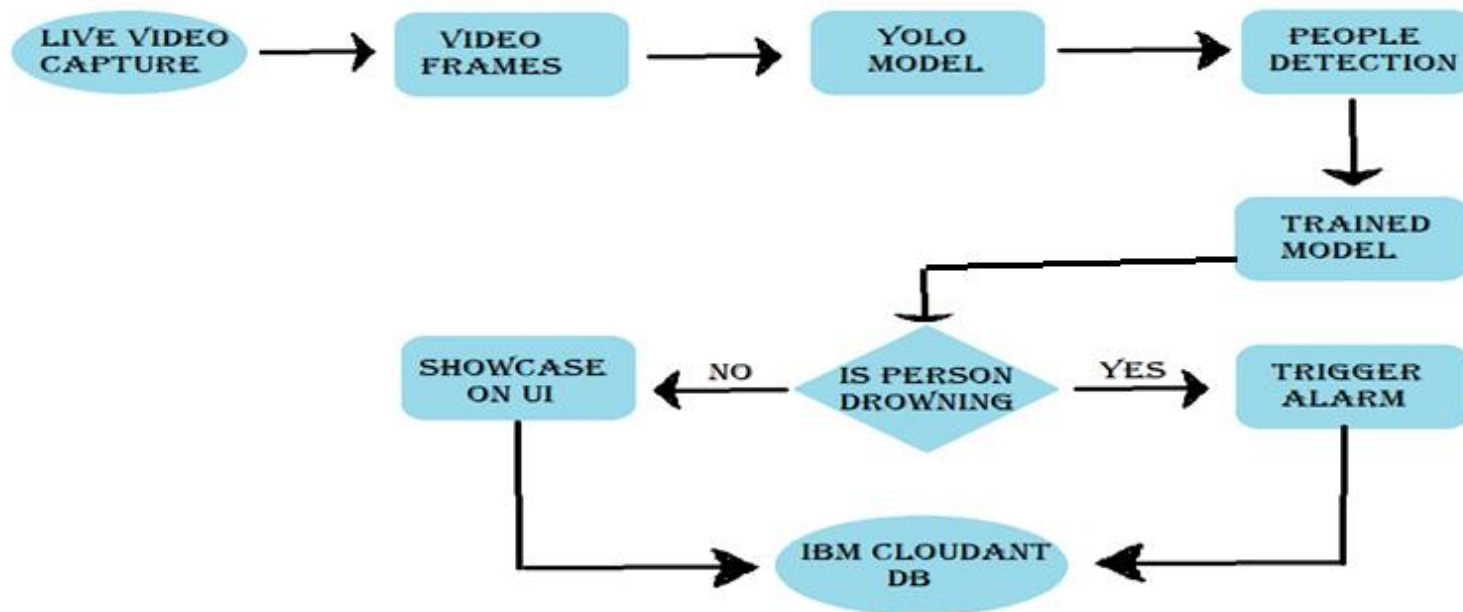 LIVE VIDEO
CAPTURE
VIDEO
FRAMES
YOLO
MODEL
PEOPLE
DETECTION
TRAINED
MODEL
IS PERSON
DROWNING
NO
SHOWCASE
ON UI
YES
TRIGGER
ALARM
IBM CLOUDANT
DB